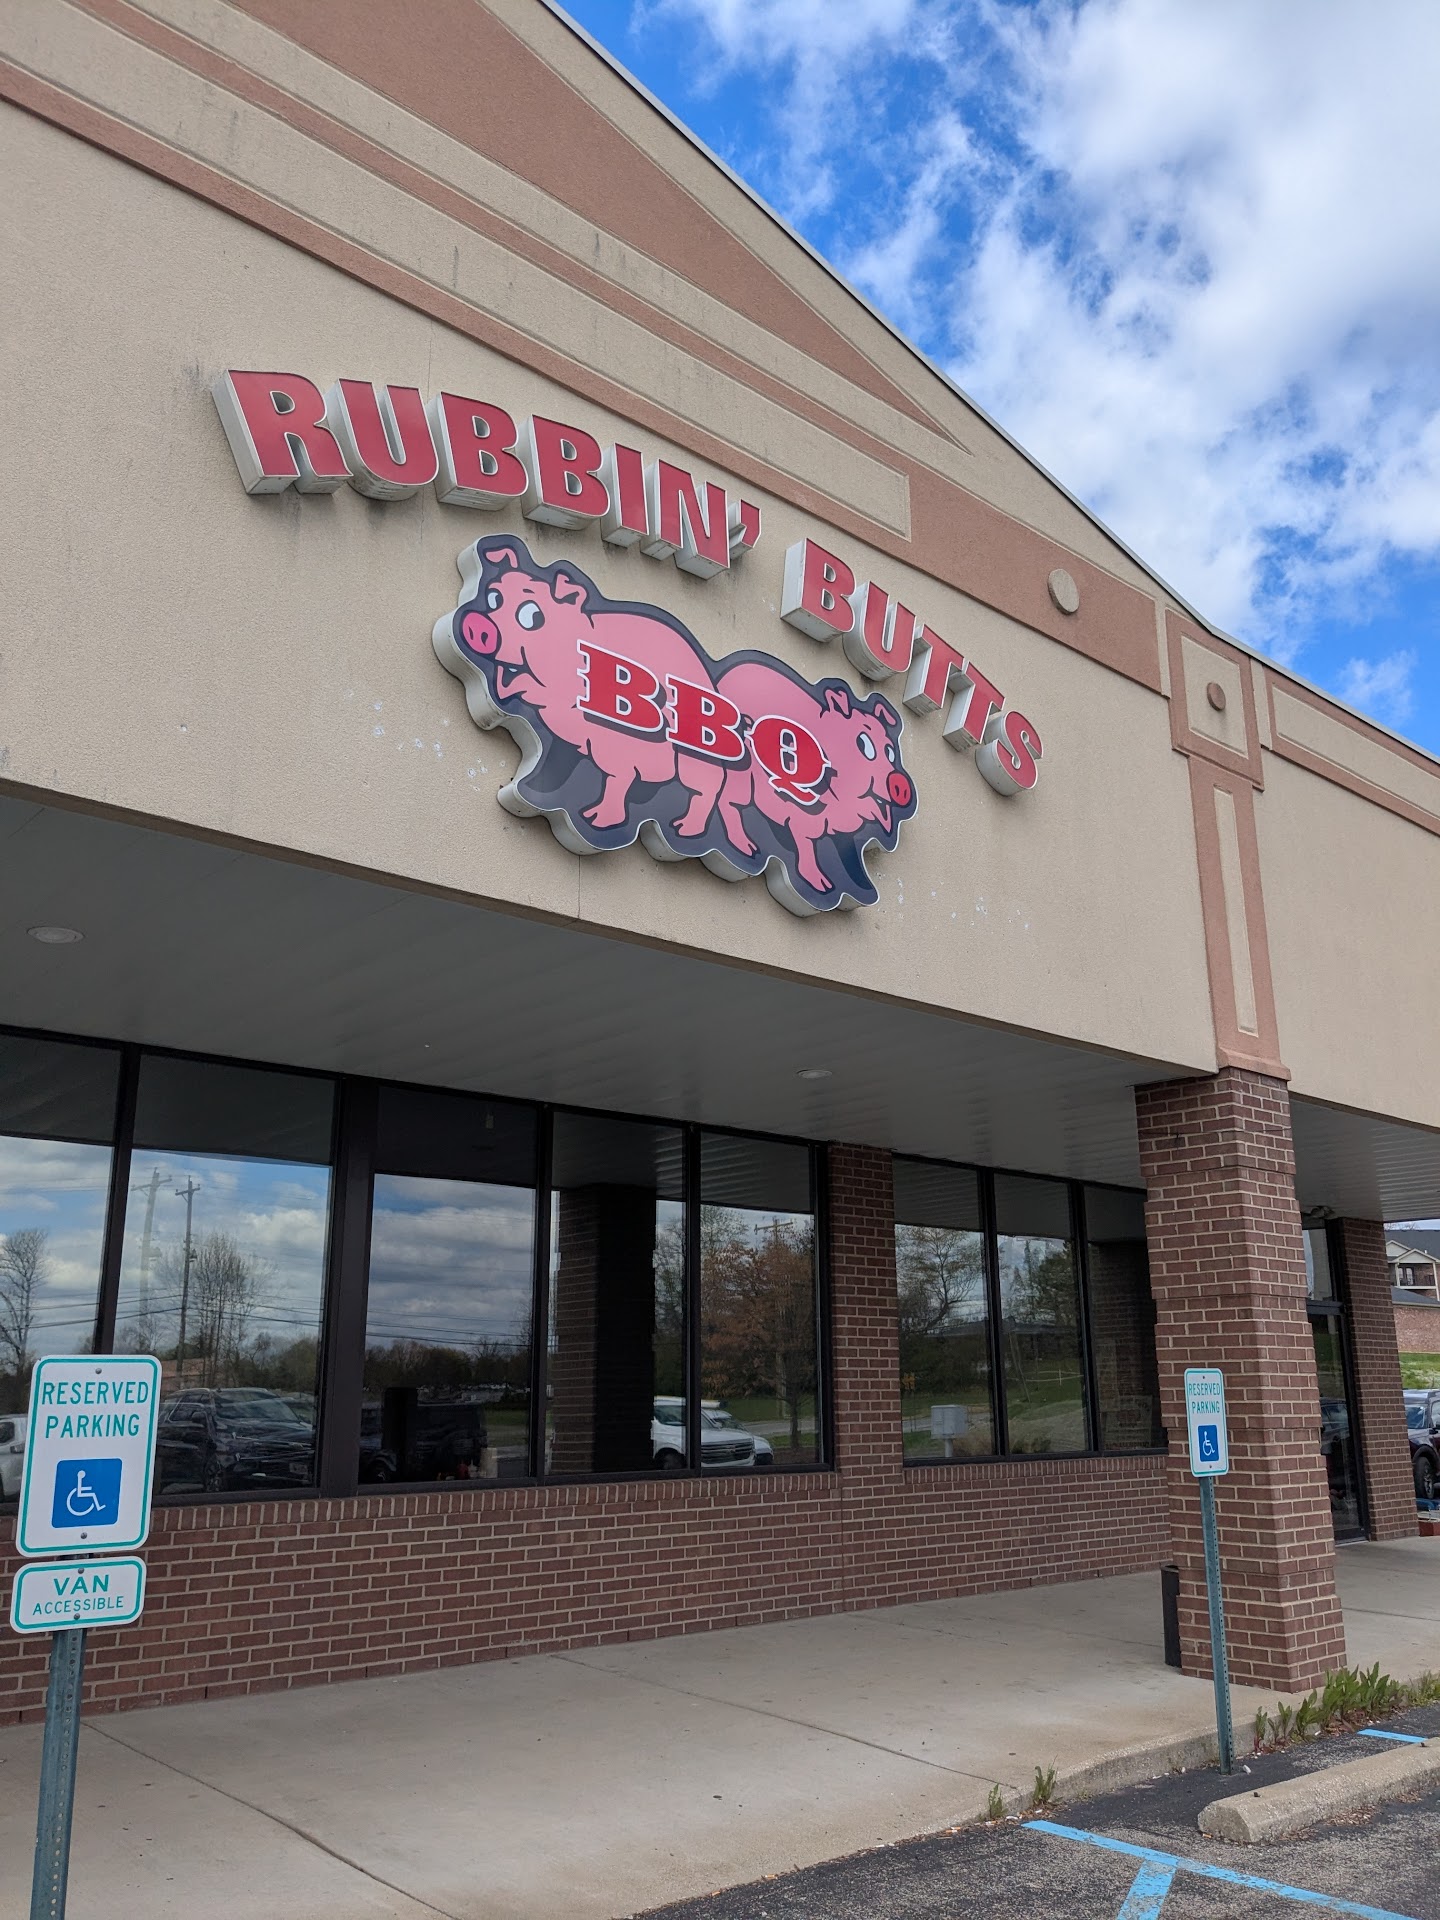 RUBBIN' BUTTS
BBQ
RESERVED
PARKING
VAN
ACCESSIBLE
RESERVED
PARKING